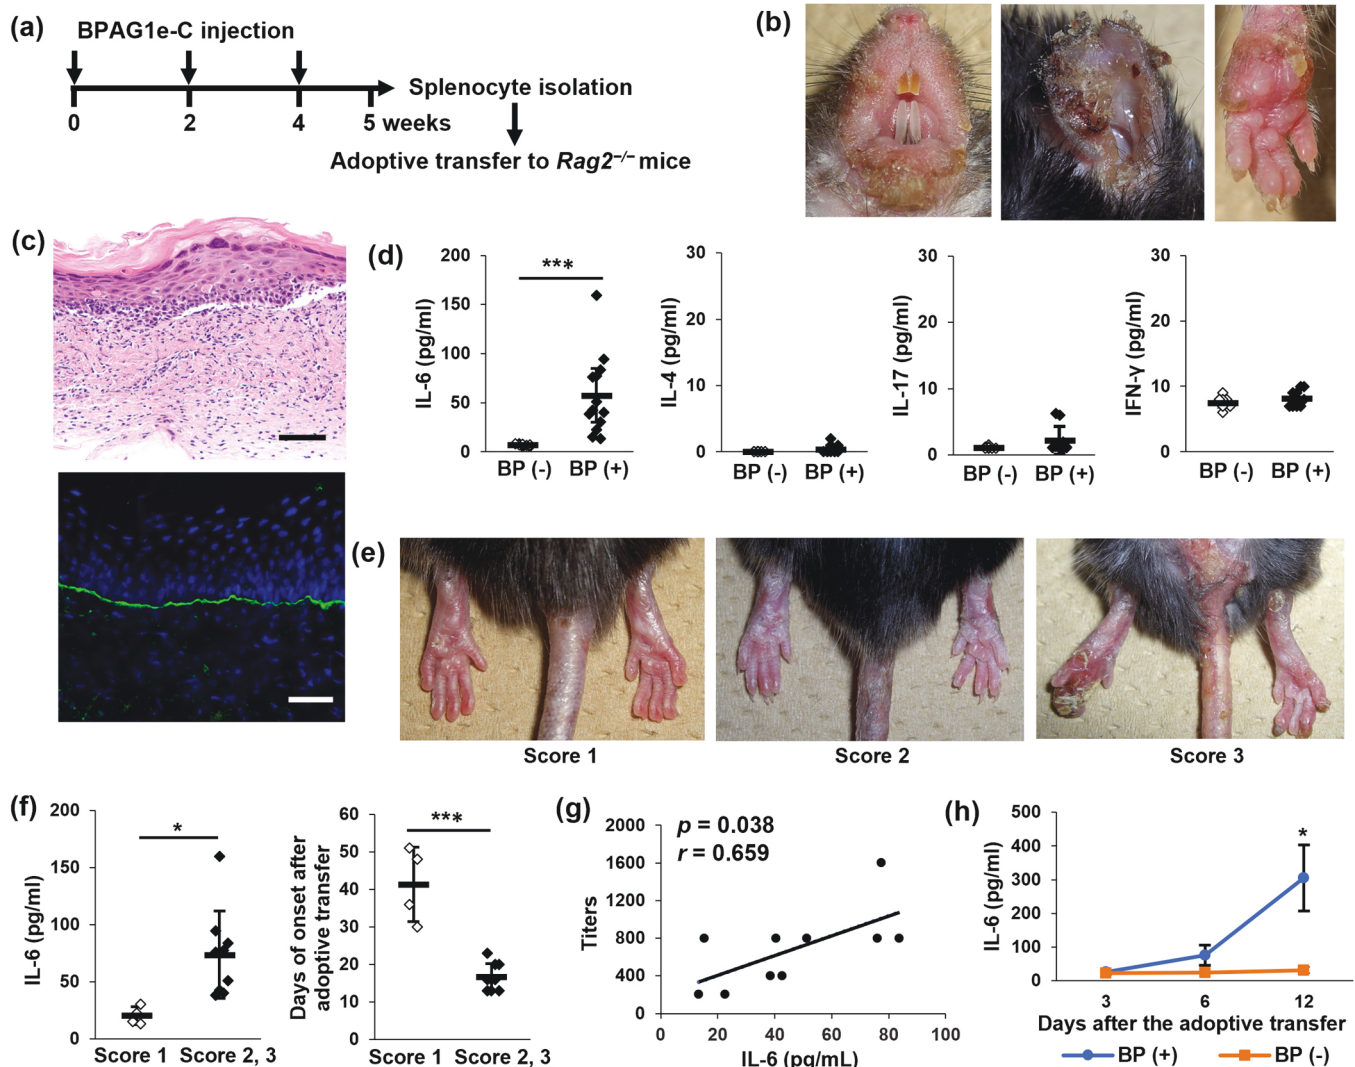 (a)
BPAG1e-C injection
0 2 4 5 weeks
Splenocyte isolation
Adoptive transfer to Rag2−/− mice
(b)
(c)
(d)
IL-6 (pg/ml)
200
150
100
50
0
***
BP (-) BP (+)
IL-4 (pg/ml)
30
20
10
0
BP (-) BP (+)
IL-17 (pg/ml)
30
20
10
0
BP (-) BP (+)
IFN-γ (pg/ml)
30
20
10
0
BP (-) BP (+)
(e)
Score 1 Score 2 Score 3
(f)
IL-6 (pg/ml)
200
150
100
50
0
*
Score 1 Score 2, 3
Days of onset after
adoptive transfer
60
50
40
30
20
10
0
***
Score 1 Score 2, 3
(g)
Titers
2000
1600
1200
800
400
0
p = 0.038
r = 0.659
0 20 40 60 80 100
IL-6 (pg/mL)
(h)
IL-6 (pg/ml)
500
400
300
200
100
0
*
3 6 12
Days after the adoptive transfer
BP (+) BP (-)